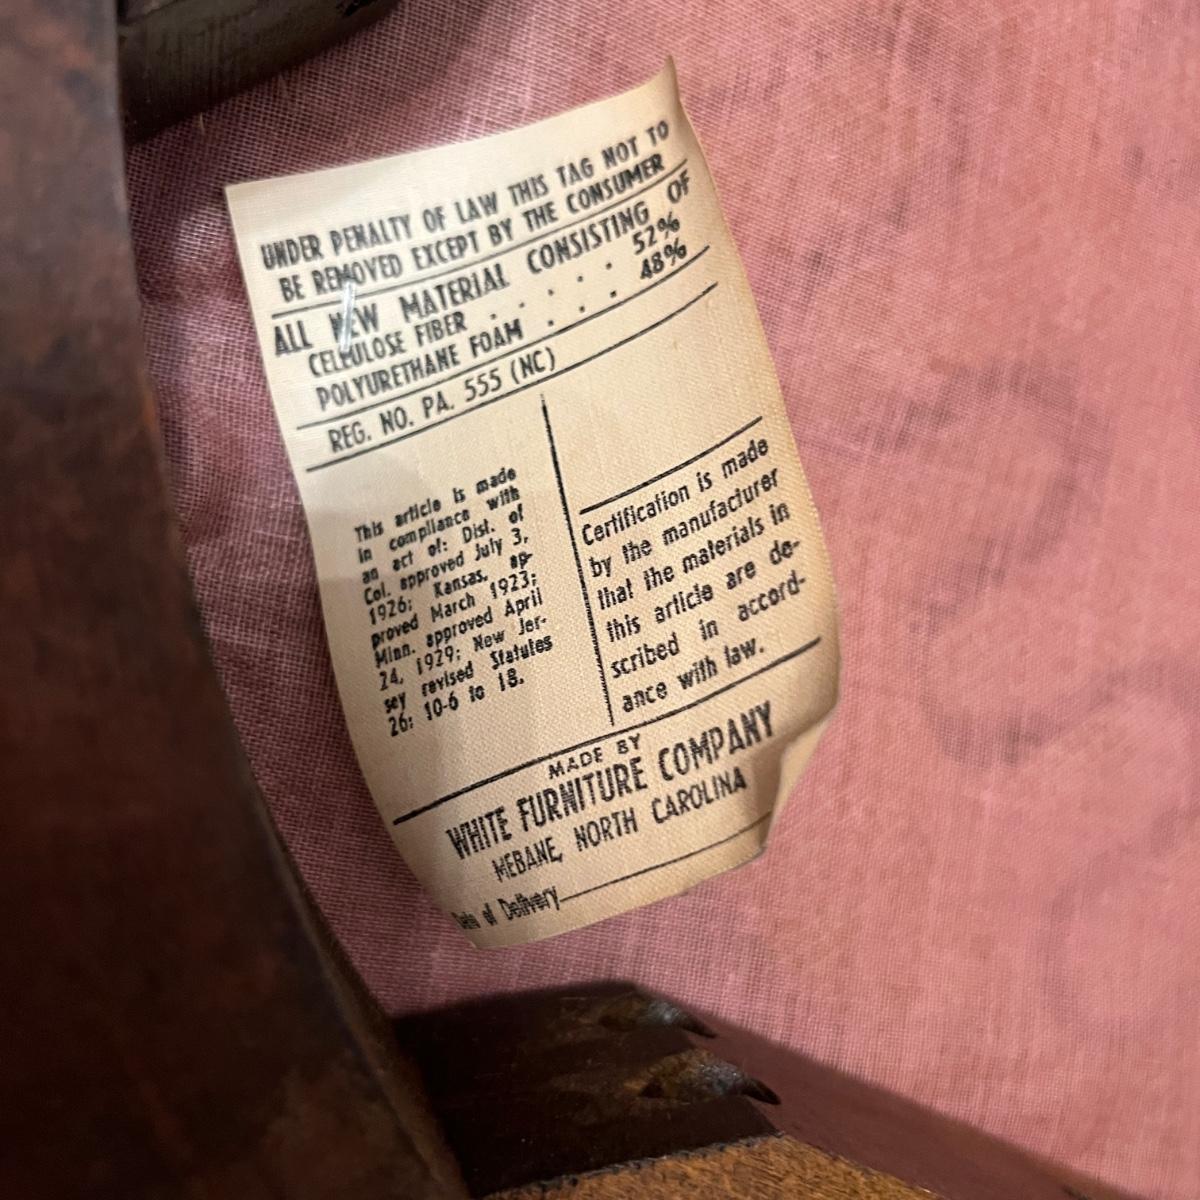 UNDER PENALTY OF LAW THIS TAG NOT TO
BE REMOVED EXCEPT BY THE CONSUMER
ALL NEW MATERIAL CONSISTING OF
CELLULOSE FIBER . . . . 52%
POLYURETHANE FOAM . . . 48%
REG. NO. PA. 555 (NC)
This article is made
in compliance with
an act of: Dist. of
Col. approved July 3,
1926; Kansas, ap-
proved March 1923;
Minn. approved April
24, 1929; New Jer-
sey revised Statutes
26: 10-6 to 18.
Certification is made
by the manufacturer
that the materials in
this article are de-
scribed in accord-
ance with law.
MADE BY
WHITE FURNITURE COMPANY
MEBANE, NORTH CAROLINA
Date of Delivery